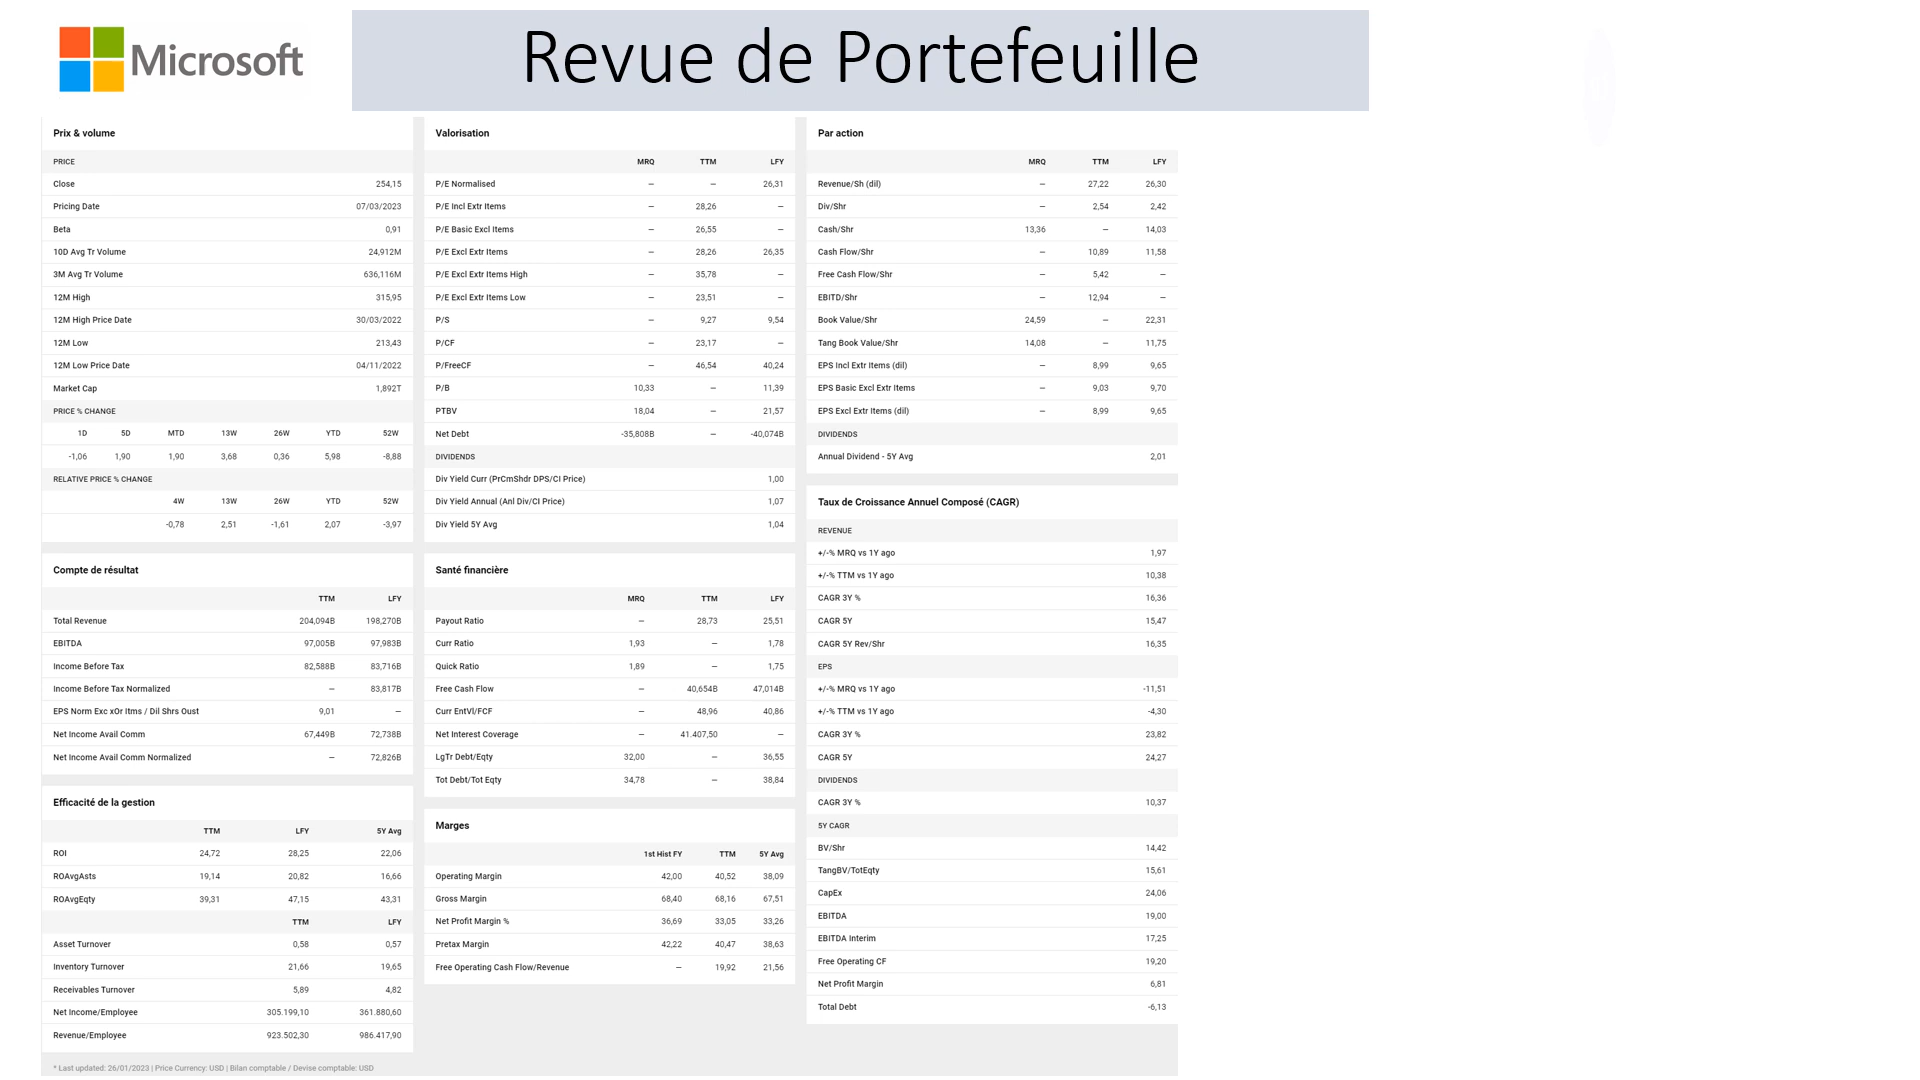 Microsoft
Revue de Portefeuille
Prix & volume
PRICE
Close 254,15
Pricing Date 07/03/2023
Beta 0,91
10D Avg Tr Volume 24,912M
3M Avg Tr Volume 636,116M
12M High 315,95
12M High Price Date 30/03/2022
12M Low 213,43
12M Low Price Date 04/11/2022
Market Cap 1,892T
PRICE % CHANGE
1D 5D MTD 13W 26W YTD 52W
-1,06 1,90 1,90 3,68 0,36 5,98 -8,88
RELATIVE PRICE % CHANGE
4W 13W 26W YTD 52W
-0,78 2,51 -1,61 2,07 -3,97
Compte de résultat
TTM LFY
Total Revenue 204,094B 198,270B
EBITDA 97,005B 97,983B
Income Before Tax 82,588B 83,716B
Income Before Tax Normalized — 83,817B
EPS Norm Exc xOr Itms / Dil Shrs Oust 9,01 —
Net Income Avail Comm 67,449B 72,738B
Net Income Avail Comm Normalized — 72,826B
Efficacité de la gestion
TTM LFY 5Y Avg
ROI 24,72 28,25 22,06
ROAvgAsts 19,14 20,82 16,66
ROAvgEqty 39,31 47,15 43,31
TTM LFY
Asset Turnover 0,58 0,57
Inventory Turnover 21,66 19,65
Receivables Turnover 5,89 4,82
Net Income/Employee 305.199,10 361.880,60
Revenue/Employee 923.502,30 986.417,90
* Last updated: 26/01/2023 | Price Currency: USD | Bilan comptable / Devise comptable: USD
Valorisation
MRQ TTM LFY
P/E Normalised — — 26,31
P/E Incl Extr Items — 28,26 —
P/E Basic Excl Items — 26,55 —
P/E Excl Extr Items — 28,26 26,35
P/E Excl Extr Items High — 35,78 —
P/E Excl Extr Items Low — 23,51 —
P/S — 9,27 9,54
P/CF — 23,17 —
P/FreeCF — 46,54 40,24
P/B 10,33 — 11,39
PTBV 18,04 — 21,57
Net Debt -35,808B — -40,074B
DIVIDENDS
Div Yield Curr (PrCmShdr DPS/Cl Price) 1,00
Div Yield Annual (Anl Div/Cl Price) 1,07
Div Yield 5Y Avg 1,04
Santé financière
MRQ TTM LFY
Payout Ratio — 28,73 25,51
Curr Ratio 1,93 — 1,78
Quick Ratio 1,89 — 1,75
Free Cash Flow — 40,654B 47,014B
Curr EntVl/FCF — 48,96 40,86
Net Interest Coverage — 41.407,50 —
LgTr Debt/Eqty 32,00 — 36,55
Tot Debt/Tot Eqty 34,78 — 38,84
Marges
1st Hist FY TTM 5Y Avg
Operating Margin 42,00 40,52 38,09
Gross Margin 68,40 68,16 67,51
Net Profit Margin % 36,69 33,05 33,26
Pretax Margin 42,22 40,47 38,63
Free Operating Cash Flow/Revenue — 19,92 21,56
Par action
MRQ TTM LFY
Revenue/Sh (dil) — 27,22 26,30
Div/Shr — 2,54 2,42
Cash/Shr 13,36 — 14,03
Cash Flow/Shr — 10,89 11,58
Free Cash Flow/Shr — 5,42 —
EBITD/Shr — 12,94 —
Book Value/Shr 24,59 — 22,31
Tang Book Value/Shr 14,08 — 11,75
EPS Incl Extr Items (dil) — 8,99 9,65
EPS Basic Excl Extr Items — 9,03 9,70
EPS Excl Extr Items (dil) — 8,99 9,65
DIVIDENDS
Annual Dividend - 5Y Avg 2,01
Taux de Croissance Annuel Composé (CAGR)
REVENUE
+/-% MRQ vs 1Y ago 1,97
+/-% TTM vs 1Y ago 10,38
CAGR 3Y % 16,36
CAGR 5Y 15,47
CAGR 5Y Rev/Shr 16,35
EPS
+/-% MRQ vs 1Y ago -11,51
+/-% TTM vs 1Y ago -4,30
CAGR 3Y % 23,82
CAGR 5Y 24,27
DIVIDENDS
CAGR 3Y % 10,37
5Y CAGR
BV/Shr 14,42
TangBV/TotEqty 15,61
CapEx 24,06
EBITDA 19,00
EBITDA Interim 17,25
Free Operating CF 19,20
Net Profit Margin 6,81
Total Debt -6,13